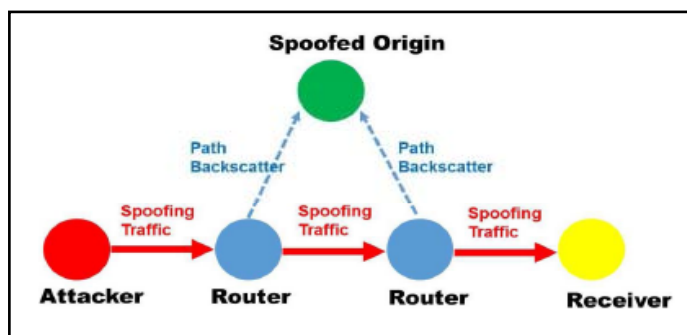 Spoofed Origin
Path
Backscatter
Path
Backscatter
Spoofing
Traffic
Spoofing
Traffic
Spoofing
Traffic
Attacker
Router
Router
Receiver